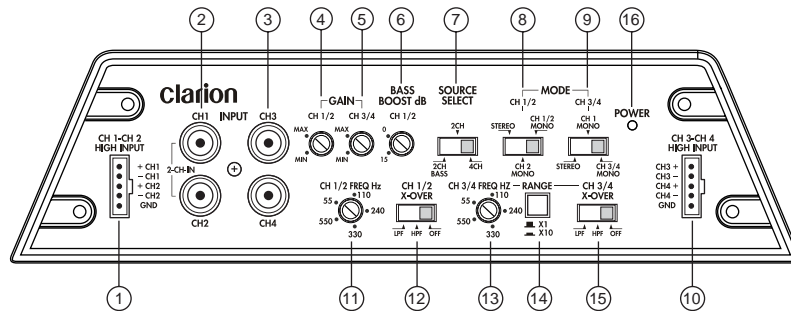 2 3 4 5 6 7 8 9 16
clarion
CH1 INPUT CH3
GAIN
CH 1/2 CH 3/4
MAX MAX
MIN MIN
BASS
BOOST dB
CH 1/2
0
15
SOURCE
SELECT
2CH
2CH
BASS
4CH
MODE
CH 1/2 CH 3/4
STEREO
CH 1/2
MONO
CH 2
MONO
CH 1
MONO
STEREO
CH 3/4
MONO
POWER
CH 1-CH 2
HIGH INPUT
CH1 +
CH1 –
CH2 +
CH2 –
GND
2-CH-IN
CH2 CH4
CH 1/2 FREQ Hz
55 110
240
550 330
CH 1/2
X-OVER
LPF HPF OFF
CH 3/4 FREQ HZ
55 110
240
550 330
RANGE
X1
X10
CH 3/4
X-OVER
LPF HPF OFF
CH 3-CH 4
HIGH INPUT
CH3 +
CH3 –
CH4 +
CH4 –
GND
1 11 12 13 14 15 10